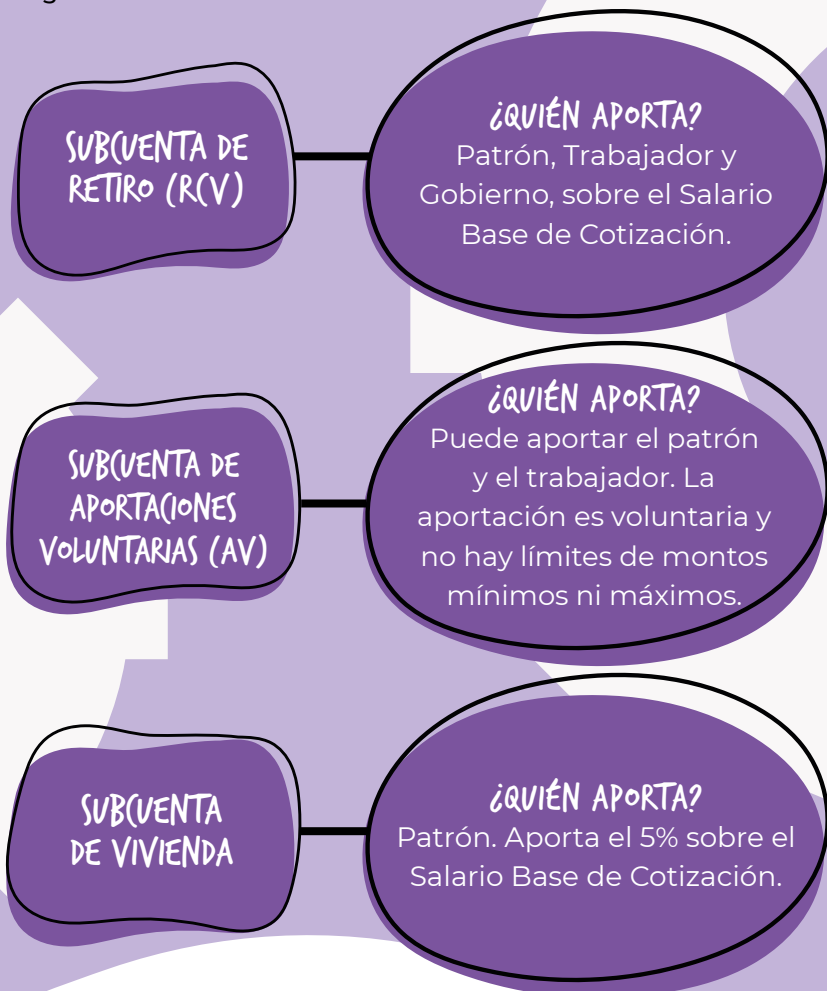 SUBCUENTA DE
RETIRO (RCV)
¿QUIÉN APORTA?
Patrón, Trabajador y
Gobierno, sobre el Salario
Base de Cotización.
SUBCUENTA DE
APORTACIONES
VOLUNTARIAS (AV)
¿QUIÉN APORTA?
Puede aportar el patrón
y el trabajador. La
aportación es voluntaria y
no hay límites de montos
mínimos ni máximos.
SUBCUENTA
DE VIVIENDA
¿QUIÉN APORTA?
Patrón. Aporta el 5% sobre el
Salario Base de Cotización.